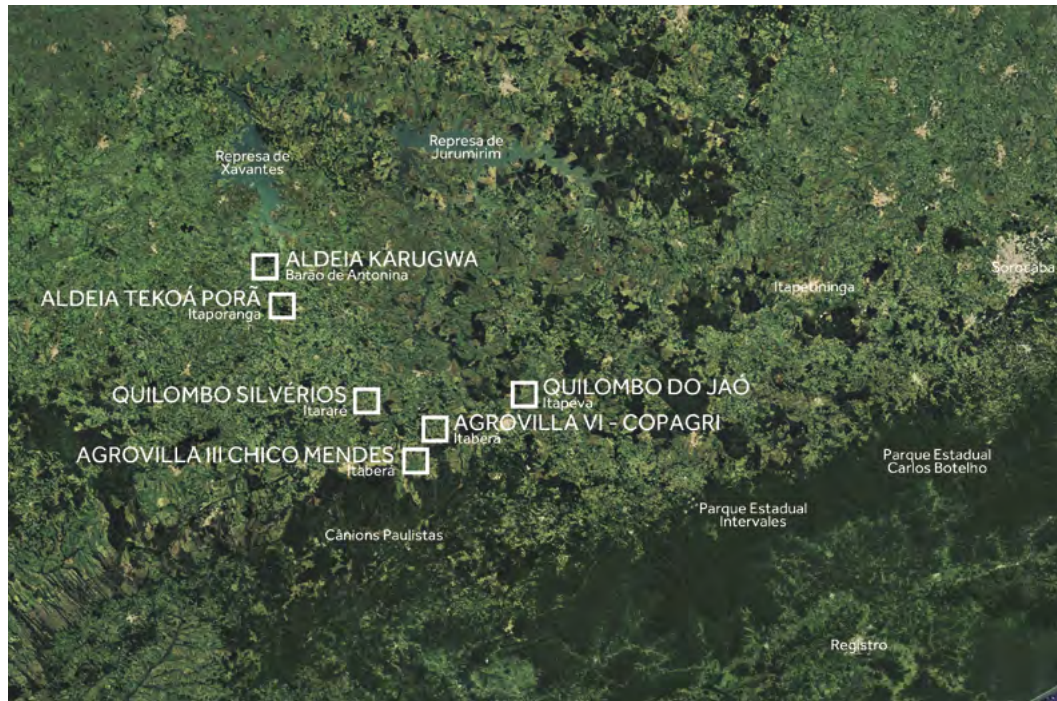 Represa de
Xavantes
Represa de
Jurumirim
ALDEIA KARUGWA
Barão de Antonina
ALDEIA TEKOÁ PORÃ
Itaporanga
Sorocaba
Itapetininga
QUILOMBO SILVÉRIOS
Itararé
QUILOMBO DO JAÓ
Itapeva
AGROVILLA VI - COPAGRI
Itaberá
AGROVILLA III CHICO MENDES
Itaberá
Parque Estadual
Carlos Botelho
Parque Estadual
Intervales
Cânions Paulistas
Registro